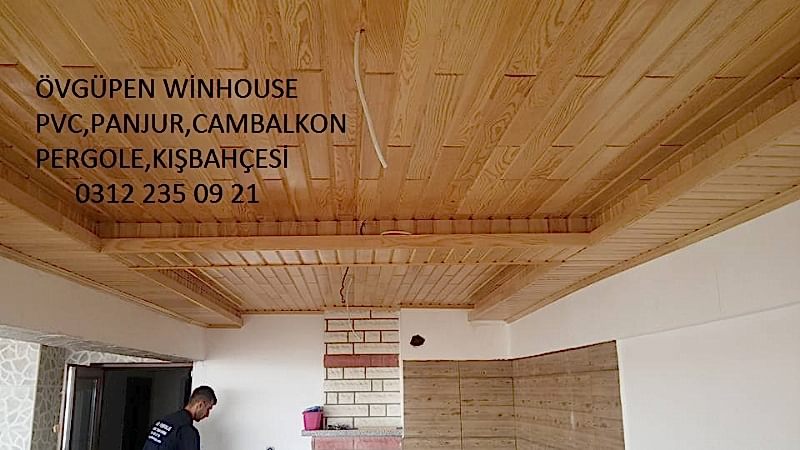 ÖVGÜPEN WİNHOUSE
PVC,PANJUR,CAMBALKON
PERGOLE,KIŞBAHÇESİ
0312 235 09 21